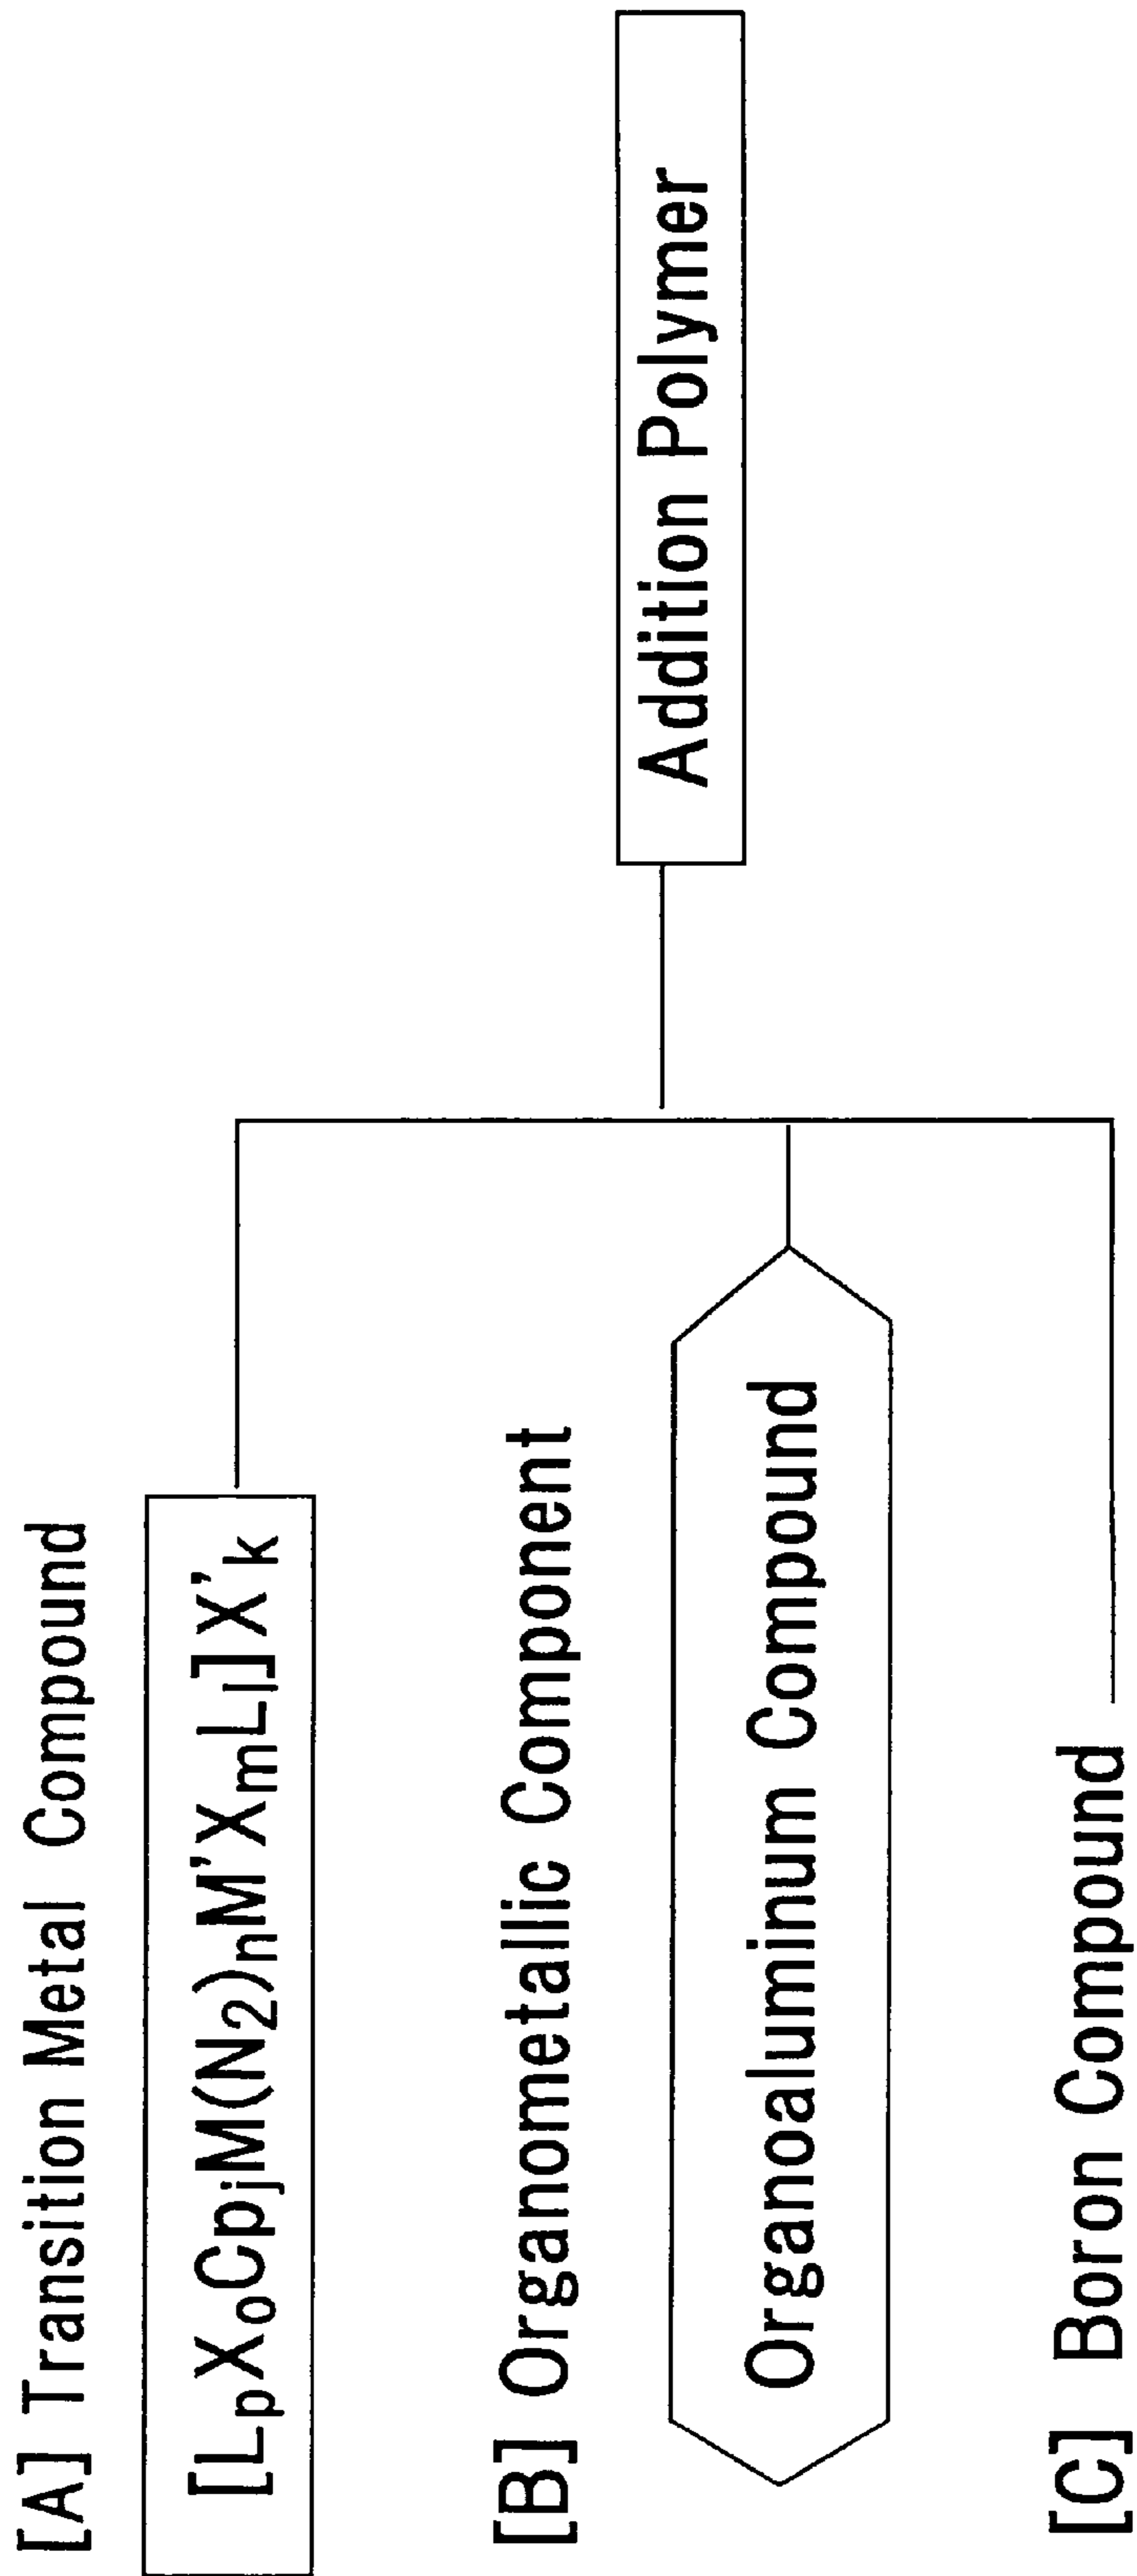 [A] Transition Metal Compound
[LpXoCpjM(N2)nM'XmLl]X'k
[B] Organometallic Component
Organoaluminum Compound
[C] Boron Compound
Addition Polymer